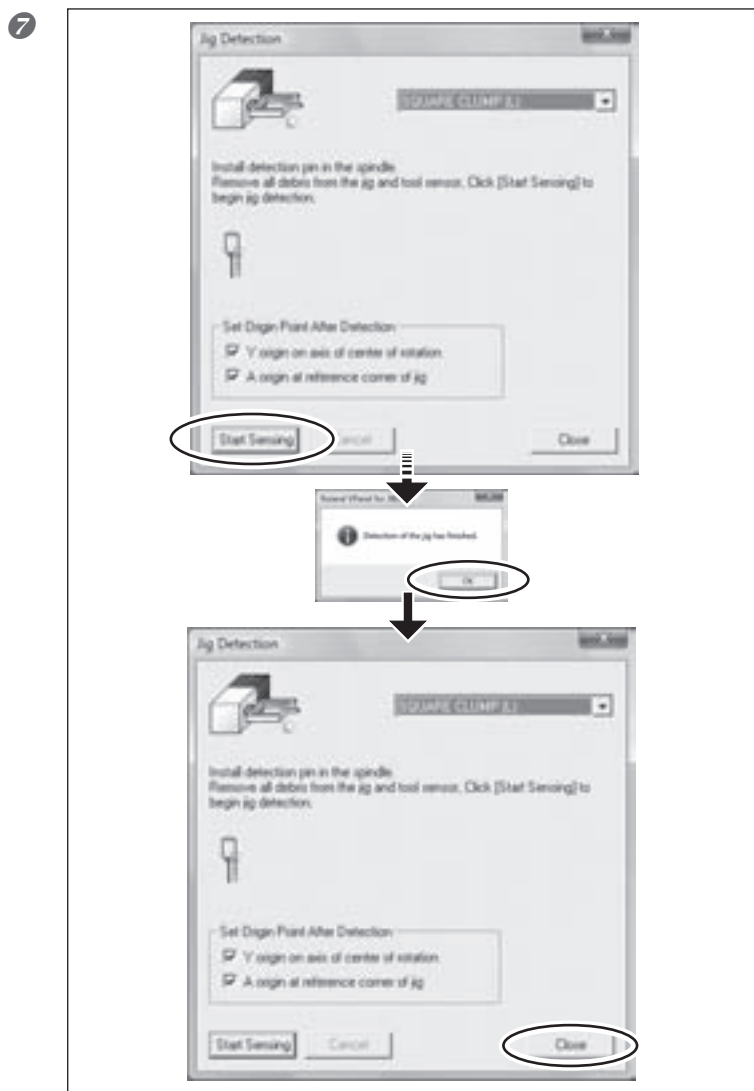 7
Jig Detection
SQUARE CLUMP (L)
Install detection pin in the spindle.
Remove all debris from the jig and tool sensor, Click [Start Sensing] to
begin jig detection.
Set Origin Point After Detection
Y origin on axis of center of rotation
A origin at reference corner of jig
Start Sensing Cancel Close
Detection of the jig has finished.
OK
Jig Detection
SQUARE CLUMP (L)
Install detection pin in the spindle.
Remove all debris from the jig and tool sensor, Click [Start Sensing] to
begin jig detection.
Set Origin Point After Detection
Y origin on axis of center of rotation
A origin at reference corner of jig
Start Sensing Cancel Close